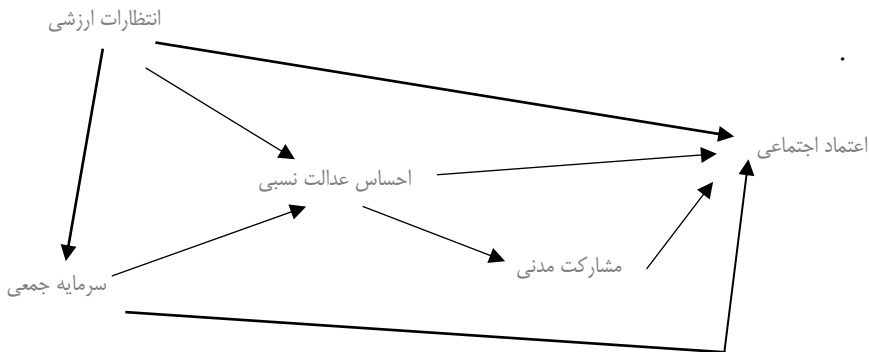 انتظارات ارزشی
اعتماد اجتماعی
احساس عدالت نسبی
مشارکت مدنی
سرمایه جمعی